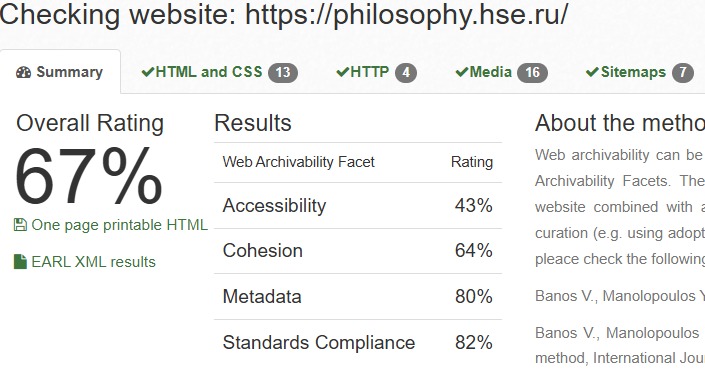 Checking website: https://philosophy.hse.ru/
Summary
HTML and CSS 13
HTTP 4
Media 16
Sitemaps 7
Overall Rating
67%
One page printable HTML
EARL XML results
Results
Web Archivability Facet Rating
Accessibility 43%
Cohesion 64%
Metadata 80%
Standards Compliance 82%
About the metho
Web archivability can be
Archivability Facets. The
website combined with a
curation (e.g. using adopt
pleace check the following
Banos V., Manolopoulos Y
Banos V., Manolopoulos
method, International Jou